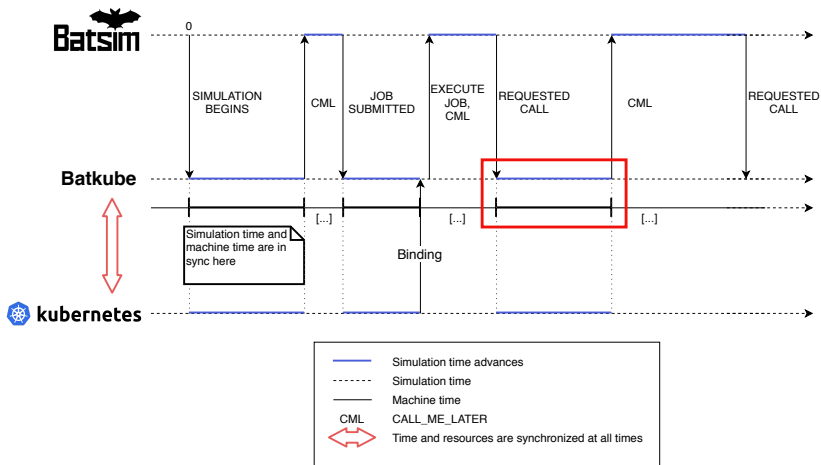 0
Batsim
SIMULATION
BEGINS
CML
JOB
SUBMITTED
EXECUTE
JOB,
CML
REQUESTED
CALL
CML
REQUESTED
CALL
Batkube
[...]
[...]
[...]
Simulation time and
machine time are in
sync here
Binding
kubernetes
Simulation time advances
Simulation time
Machine time
CML CALL_ME_LATER
Time and resources are synchronized at all times